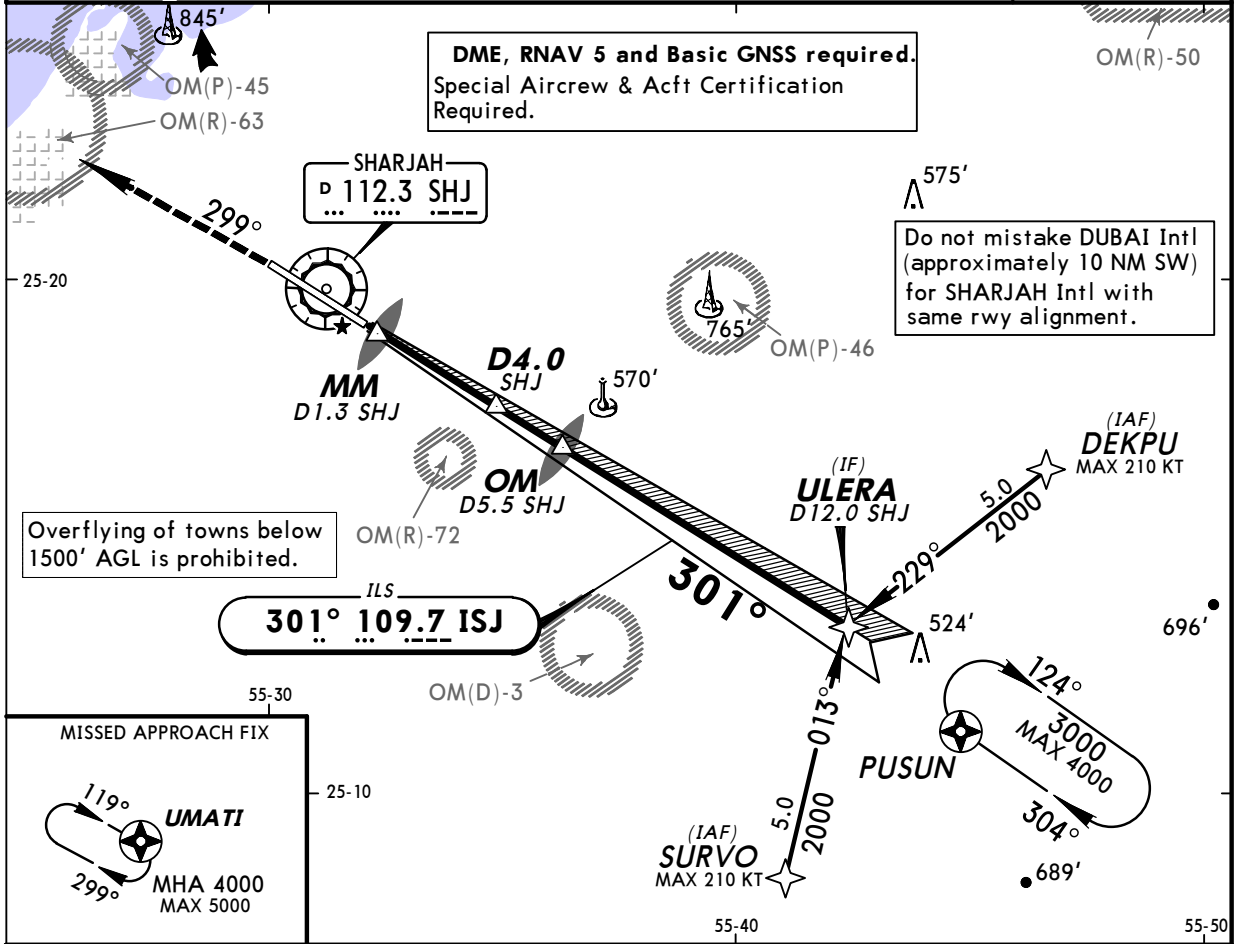 845'
OM(P)-45
OM(R)-63
DME, RNAV 5 and Basic GNSS required.
Special Aircrew & Acft Certification
Required.
OM(R)-50
SHARJAH
D 112.3 SHJ
299°
575'
Do not mistake DUBAI Intl
(approximately 10 NM SW)
for SHARJAH Intl with
same rwy alignment.
25-20
765'
OM(P)-46
MM
D1.3 SHJ
D4.0
SHJ
570'
OM
D5.5 SHJ
OM(R)-72
(IAF)
DEKPU
MAX 210 KT
5.0
2000
229°
(IF)
ULERA
D12.0 SHJ
Overflying of towns below
1500' AGL is prohibited.
301°
ILS
301° 109.7 ISJ
OM(D)-3
524'
696'
55-30
MISSED APPROACH FIX
119°
UMATI
299°
MHA 4000
MAX 5000
25-10
013°
5.0
2000
(IAF)
SURVO
MAX 210 KT
PUSUN
124°
3000
MAX 4000
304°
689'
55-40
55-50